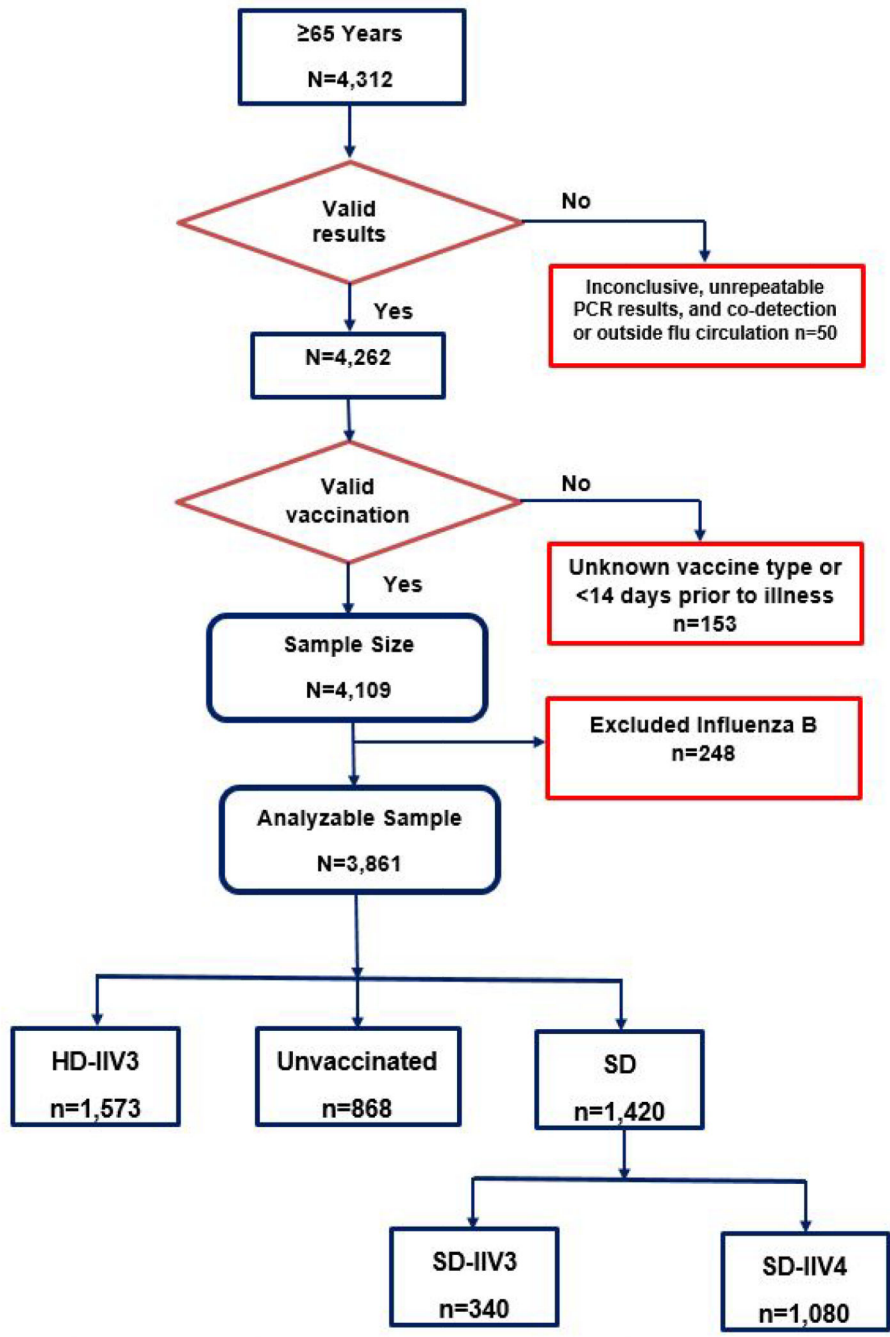 ≥65 Years
N=4,312
Valid
results
No
Inconclusive, unrepeatable
PCR results, and co-detection
or outside flu circulation n=50
Yes
N=4,262
Valid
vaccination
No
Unknown vaccine type or
<14 days prior to illness
n=153
Yes
Sample Size
N=4,109
Excluded Influenza B
n=248
Analyzable Sample
N=3,861
HD-IIV3
n=1,573
Unvaccinated
n=868
SD
n=1,420
SD-IIV3
n=340
SD-IIV4
n=1,080